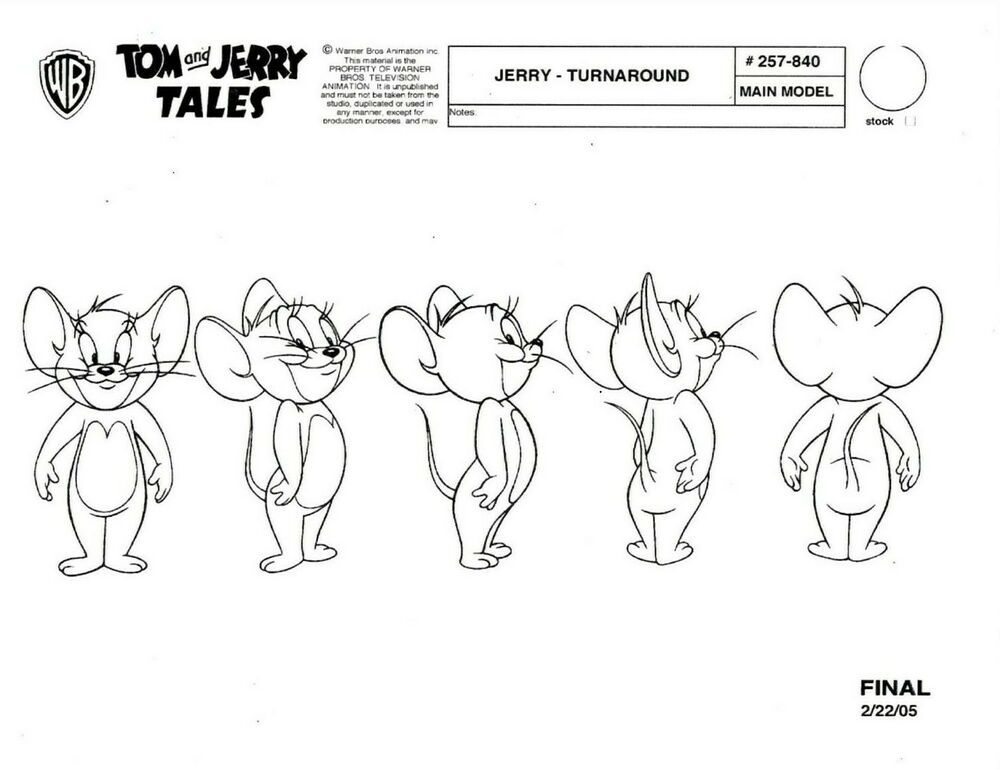 WB
TOM and JERRY
TALES
© Warner Bros Animation Inc.
This material is the
PROPERTY OF WARNER
BROS. TELEVISION
ANIMATION. It is unpublished
and must not be taken from the
studio, duplicated or used in
any manner, except for
production purposes, and may
JERRY - TURNAROUND
# 257-840
MAIN MODEL
Notes:
stock
FINAL
2/22/05